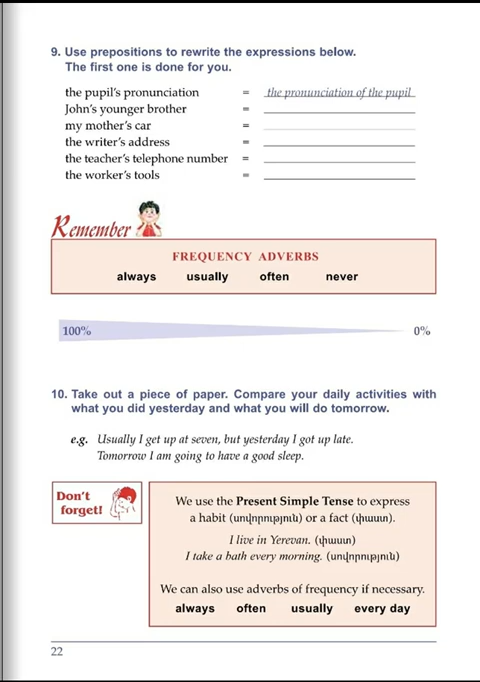 9. Use prepositions to rewrite the expressions below.
The first one is done for you.
the pupil's pronunciation = the pronunciation of the pupil
John's younger brother = 
my mother's car = 
the writer's address = 
the teacher's telephone number = 
the worker's tools = 
Remember
FREQUENCY ADVERBS
always usually often never
100% 0%
10. Take out a piece of paper. Compare your daily activities with
what you did yesterday and what you will do tomorrow.
e.g. Usually I get up at seven, but yesterday I got up late.
Tomorrow I am going to have a good sleep.
Don't
forget!
We use the Present Simple Tense to express
a habit (սովորություն) or a fact (փաստ).
I live in Yerevan. (փաստ)
I take a bath every morning. (սովորություն)
We can also use adverbs of frequency if necessary.
always often usually every day
22